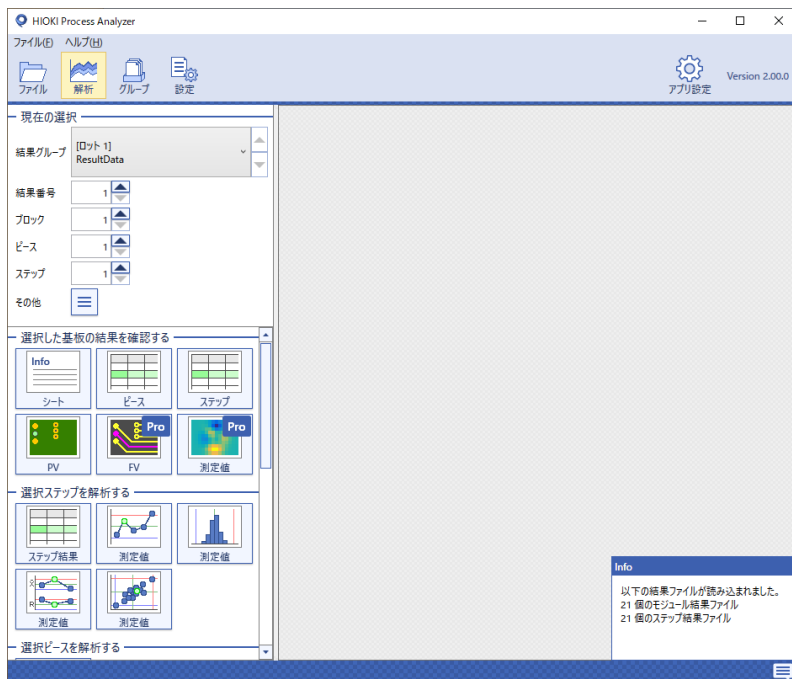 HIOKI Process Analyzer
ファイル(F) ヘルプ(H)
ファイル 解析 グループ 設定 アプリ設定 Version 2.00.0
現在の選択
結果グループ [ロット 1]
ResultData
結果番号 1
ブロック 1
ピース 1
ステップ 1
その他
選択した基板の結果を確認する
Info
シート ピース ステップ
Pro Pro
PV FV 測定値
選択ステップを解析する
ステップ結果 測定値 測定値
X
R
測定値 測定値
選択ピースを解析する
Info
以下の結果ファイルが読み込まれました。
21 個のモジュール結果ファイル
21 個のステップ結果ファイル